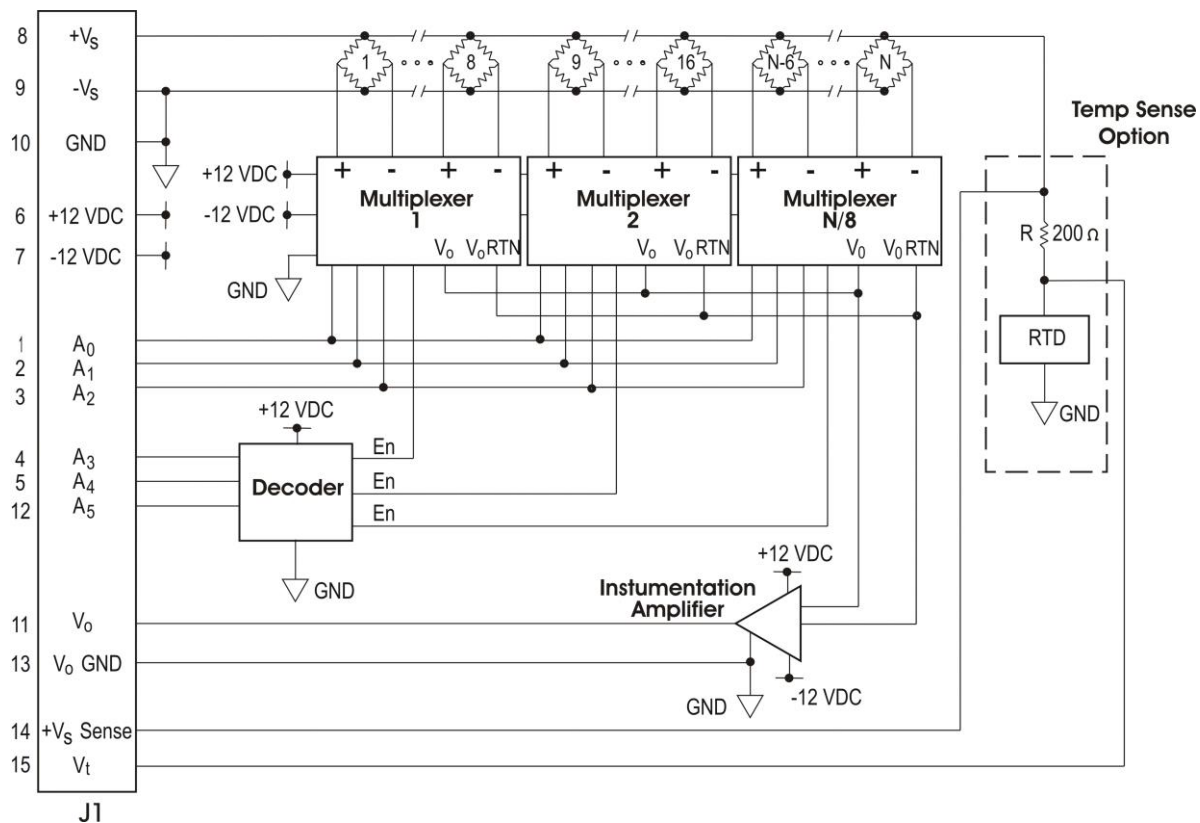 8 +Vs
9 -Vs
10 GND
6 +12 VDC
7 -12 VDC
1 A0
2 A1
3 A2
4 A3
5 A4
12 A5
11 Vo
13 Vo GND
14 +Vs Sense
15 Vt
J1
1
8
9
16
N-6
N
+12 VDC
-12 VDC
GND
+ - + -
Multiplexer
1
Vo Vo RTN
+ - + -
Multiplexer
2
Vo Vo RTN
+ - + -
Multiplexer
N/8
V0 V0 RTN
Temp Sense
Option
R 200 Ω
RTD
GND
+12 VDC
Decoder
En
En
En
GND
Instumentation
Amplifier
+12 VDC
GND
-12 VDC